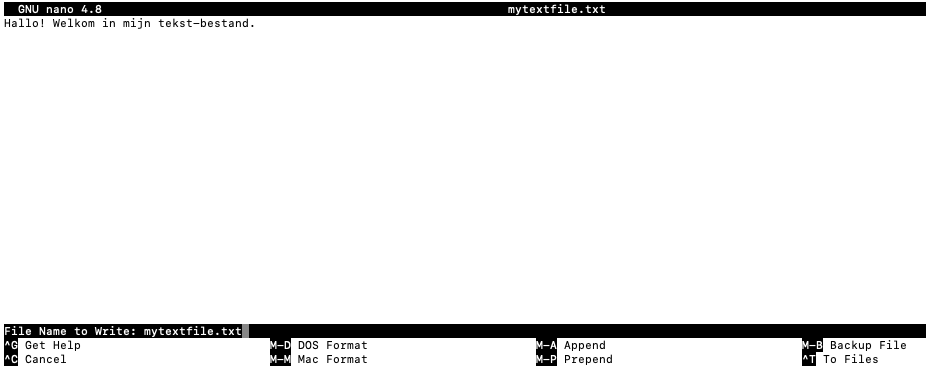 GNU nano 4.8 mytextfile.txt
Hallo! Welkom in mijn tekst-bestand.
File Name to Write: mytextfile.txt
^G Get Help M-D DOS Format M-A Append M-B Backup File
^C Cancel M-M Mac Format M-P Prepend ^T To Files